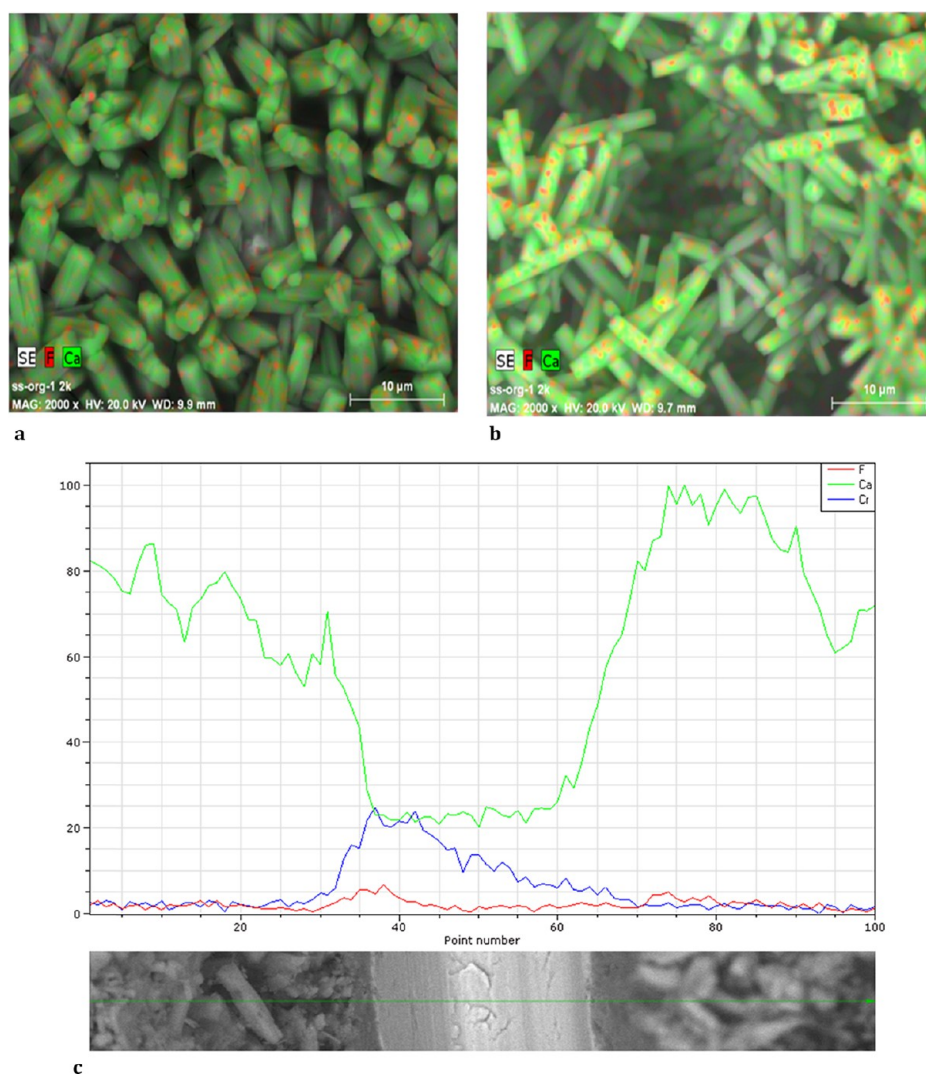 SE F Ca
ss-org-1 2k
MAG: 2000 x HV: 20.0 kV WD: 9.9 mm
10 µm
a
SE F Ca
ss-org-1 2k
MAG: 2000 x HV: 20.0 kV WD: 9.7 mm
10 µm
b
F
Ca
Cr
100
80
60
40
20
0
20 40 60 80 100
Point number
c